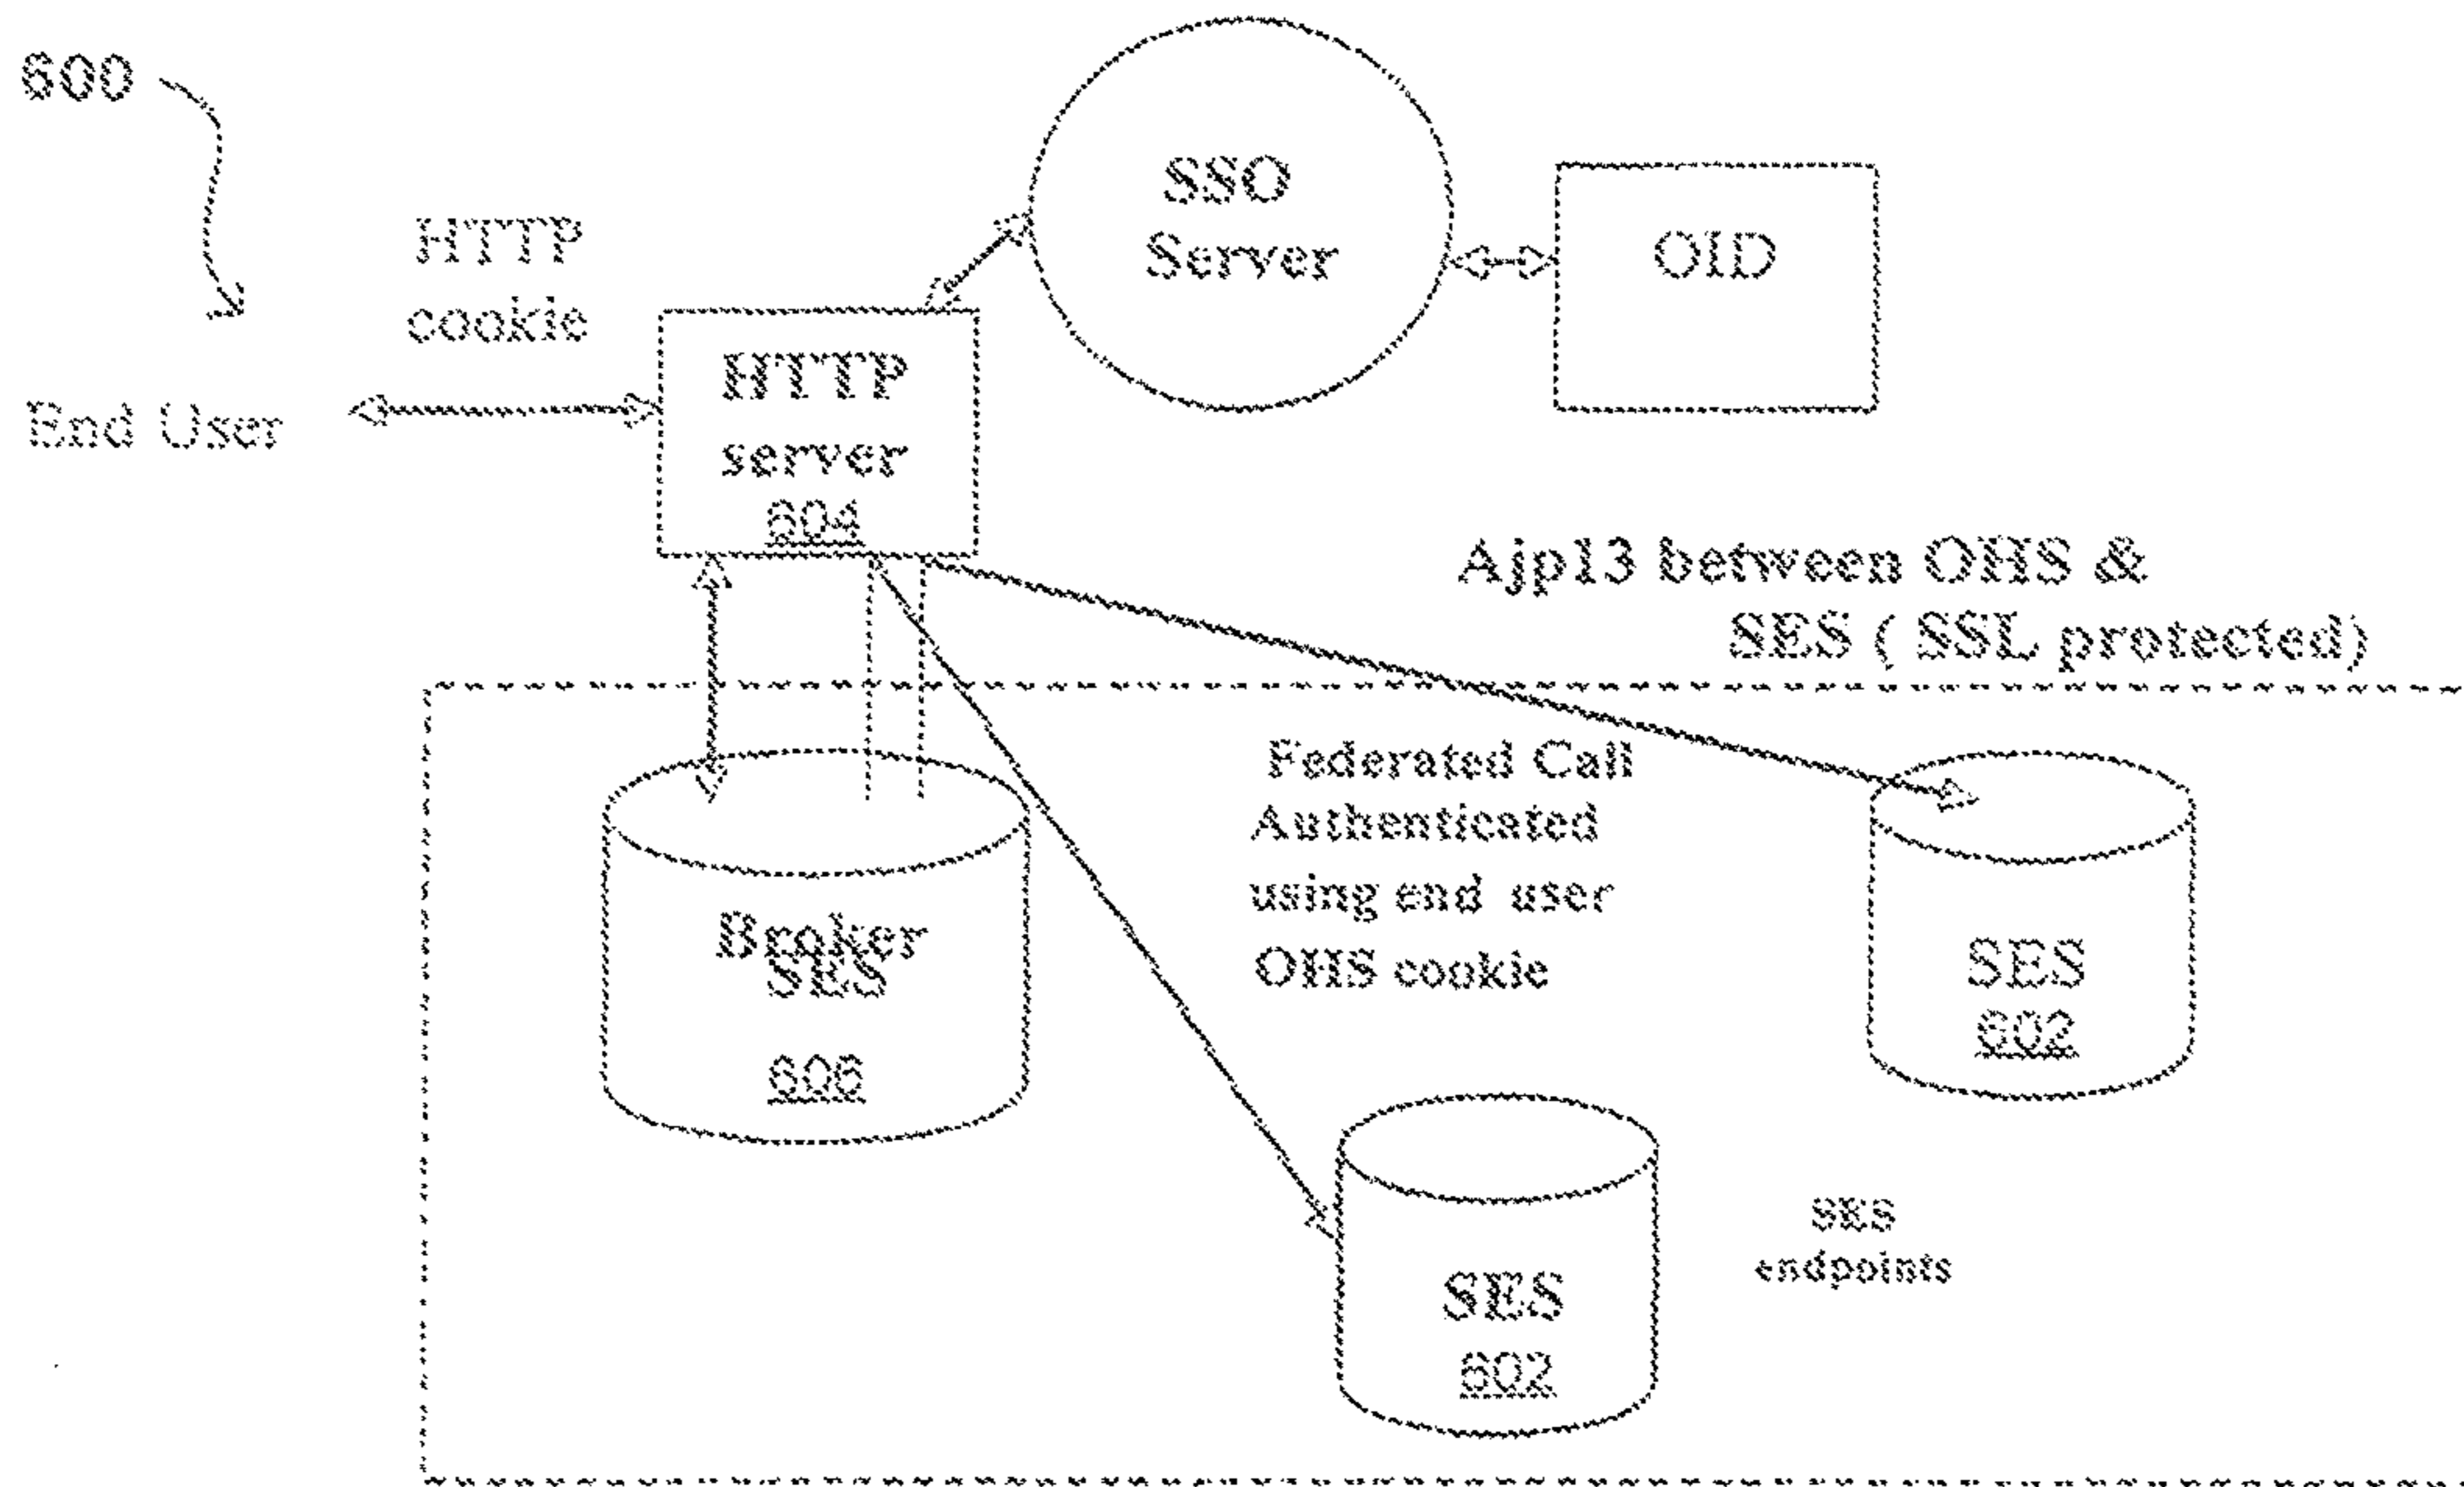 600
HTTP
cookie
End User
HTTP
server
604
SSO
Server
OID
Ajp13 between OHS &
SES ( SSL protected)
Broker
SES
606
Federated Call
Authenticated
using end user
OHS cookie
SES
602
SES
602
SES
endpoints